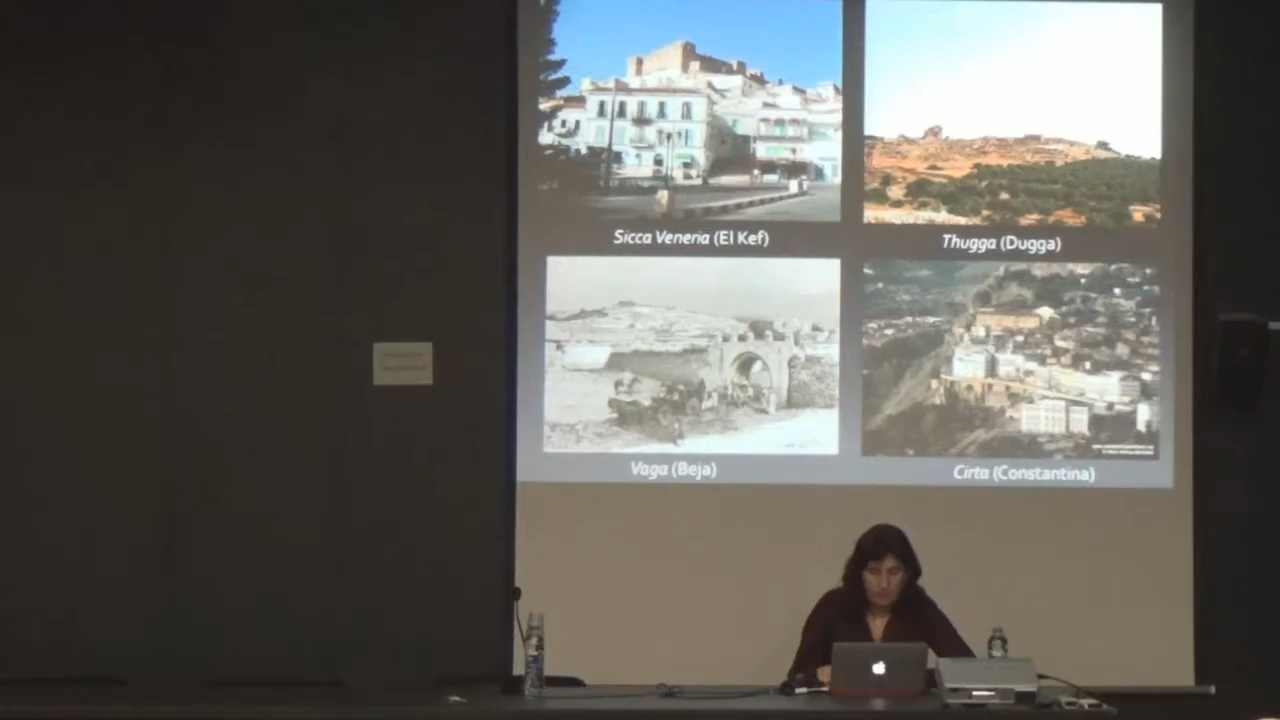 Sicca Veneria (El Kef)
Thugga (Dugga)
Vaga (Beja)
Cirta (Constantina)